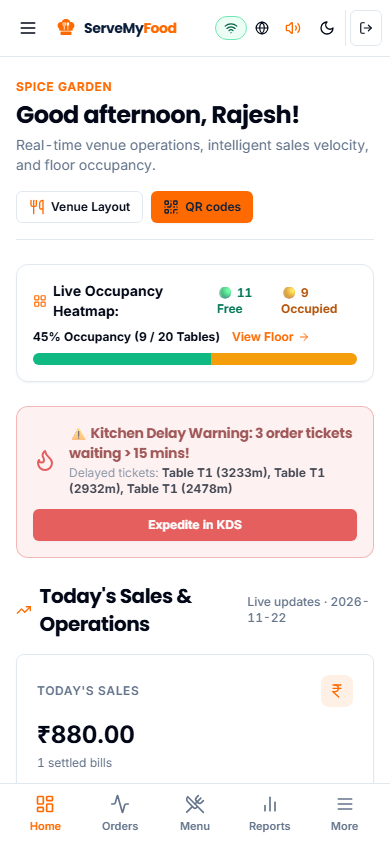 ServeMyFood
SPICE GARDEN
Good afternoon, Rajesh!
Real-time venue operations, intelligent sales velocity,
and floor occupancy.
Venue Layout
QR codes
Live Occupancy
Heatmap:
11
Free
9
Occupied
45% Occupancy (9 / 20 Tables)
View Floor →
⚠️ Kitchen Delay Warning: 3 order tickets
waiting > 15 mins!
Delayed tickets: Table T1 (3233m), Table T1
(2932m), Table T1 (2478m)
Expedite in KDS
Today's Sales &
Operations
Live updates · 2026-
11-22
TODAY'S SALES
₹
₹880.00
1 settled bills
Home
Orders
Menu
Reports
More